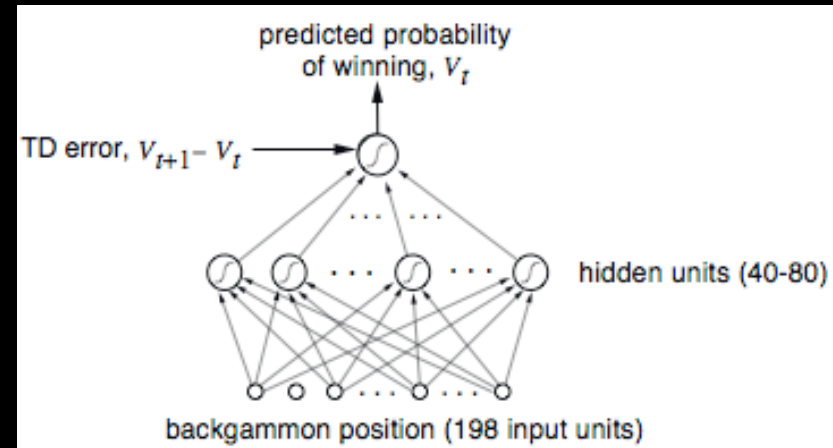 predicted probability
of winning, Vt
TD error, Vt+1– Vt
hidden units (40-80)
backgammon position (198 input units)